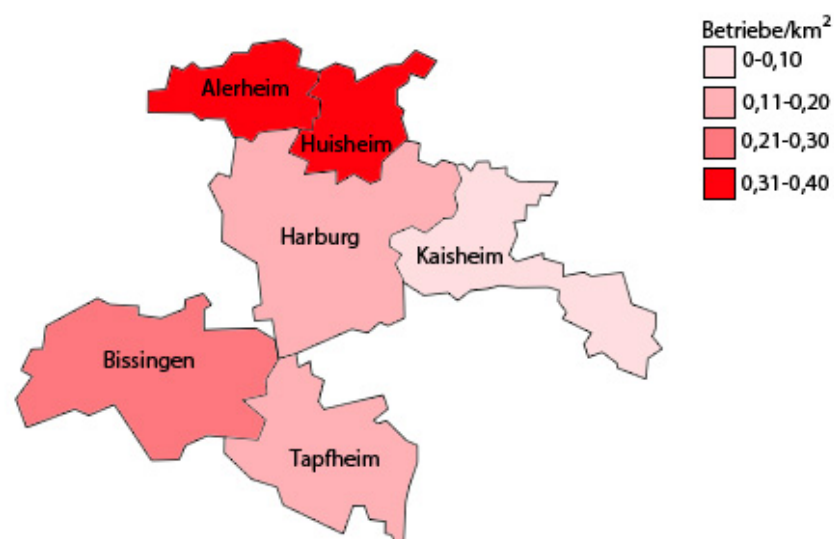 Betriebe/km²
0-0,10
0,11-0,20
0,21-0,30
0,31-0,40
Alerheim
Huisheim
Harburg
Kaisheim
Bissingen
Tapfheim